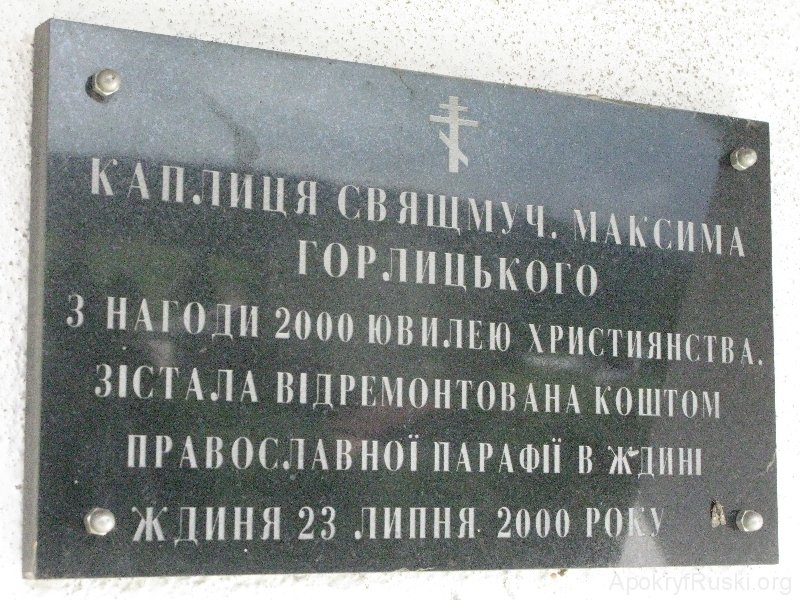 КАПЛИЦЯ СВЯЩМУЧ. МАКСИМА
ГОРЛИЦЬКОГО
З НАГОДИ 2000 ЮВИЛЕЮ ХРИСТИЯНСТВА.
ЗІСТАЛА ВІДРЕМОНТОВАНА КОШТОМ
ПРАВОСЛАВНОЇ ПАРАФІЇ В ЖДИНІ
ЖДИНЯ 23 ЛИПНЯ 2000 РОКУ
ApokryfRuski.org